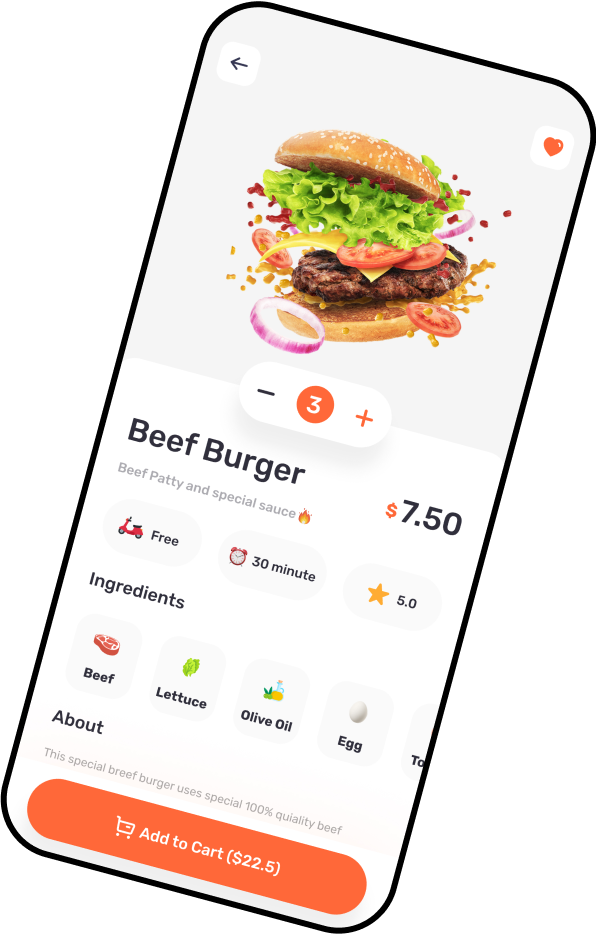 3
Beef Burger
Beef Patty and special sauce🔥
$7.50
Free
30 minute
5.0
Ingredients
Beef
Lettuce
Olive Oil
Egg
To
About
This special breef burger uses special 100% quiality beef
Add to Cart ($22.5)